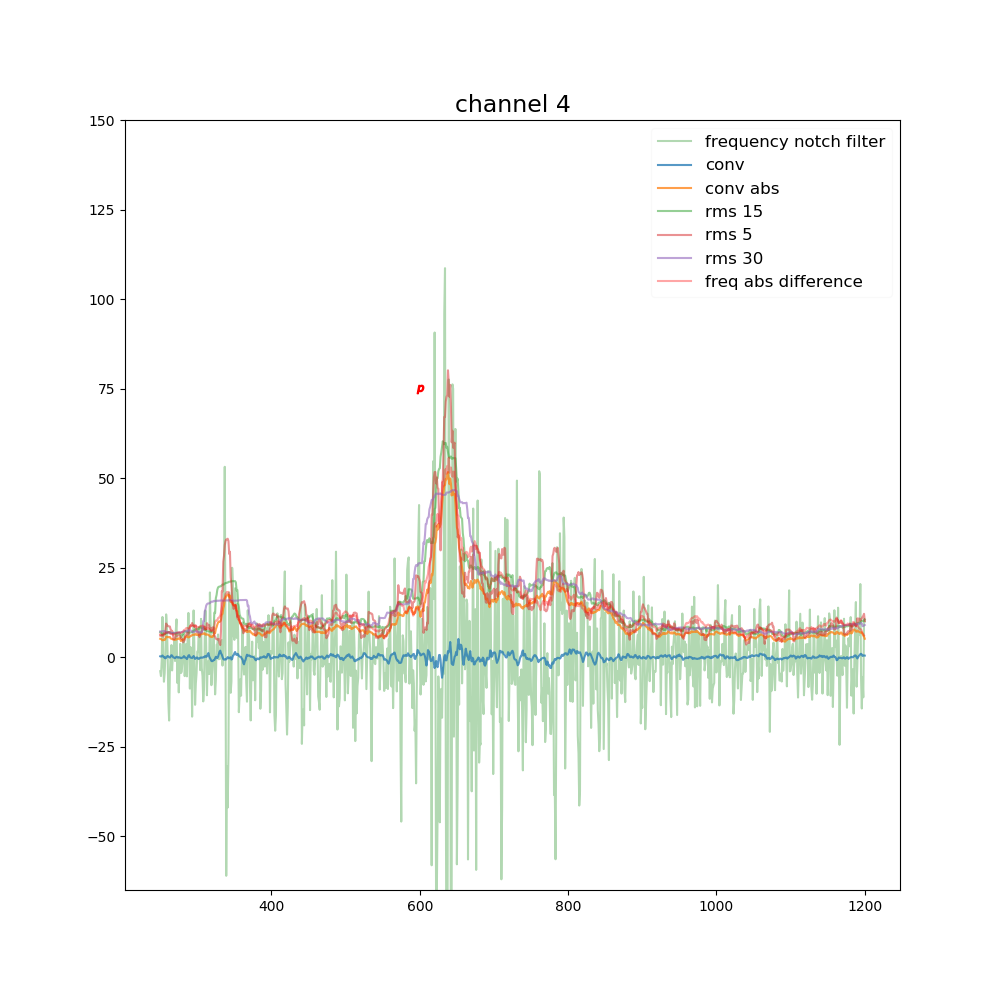 channel 4
150
125
100
75
50
25
0
−25
−50
400 600 800 1000 1200
frequency notch filter
conv
conv abs
rms 15
rms 5
rms 30
freq abs difference
p